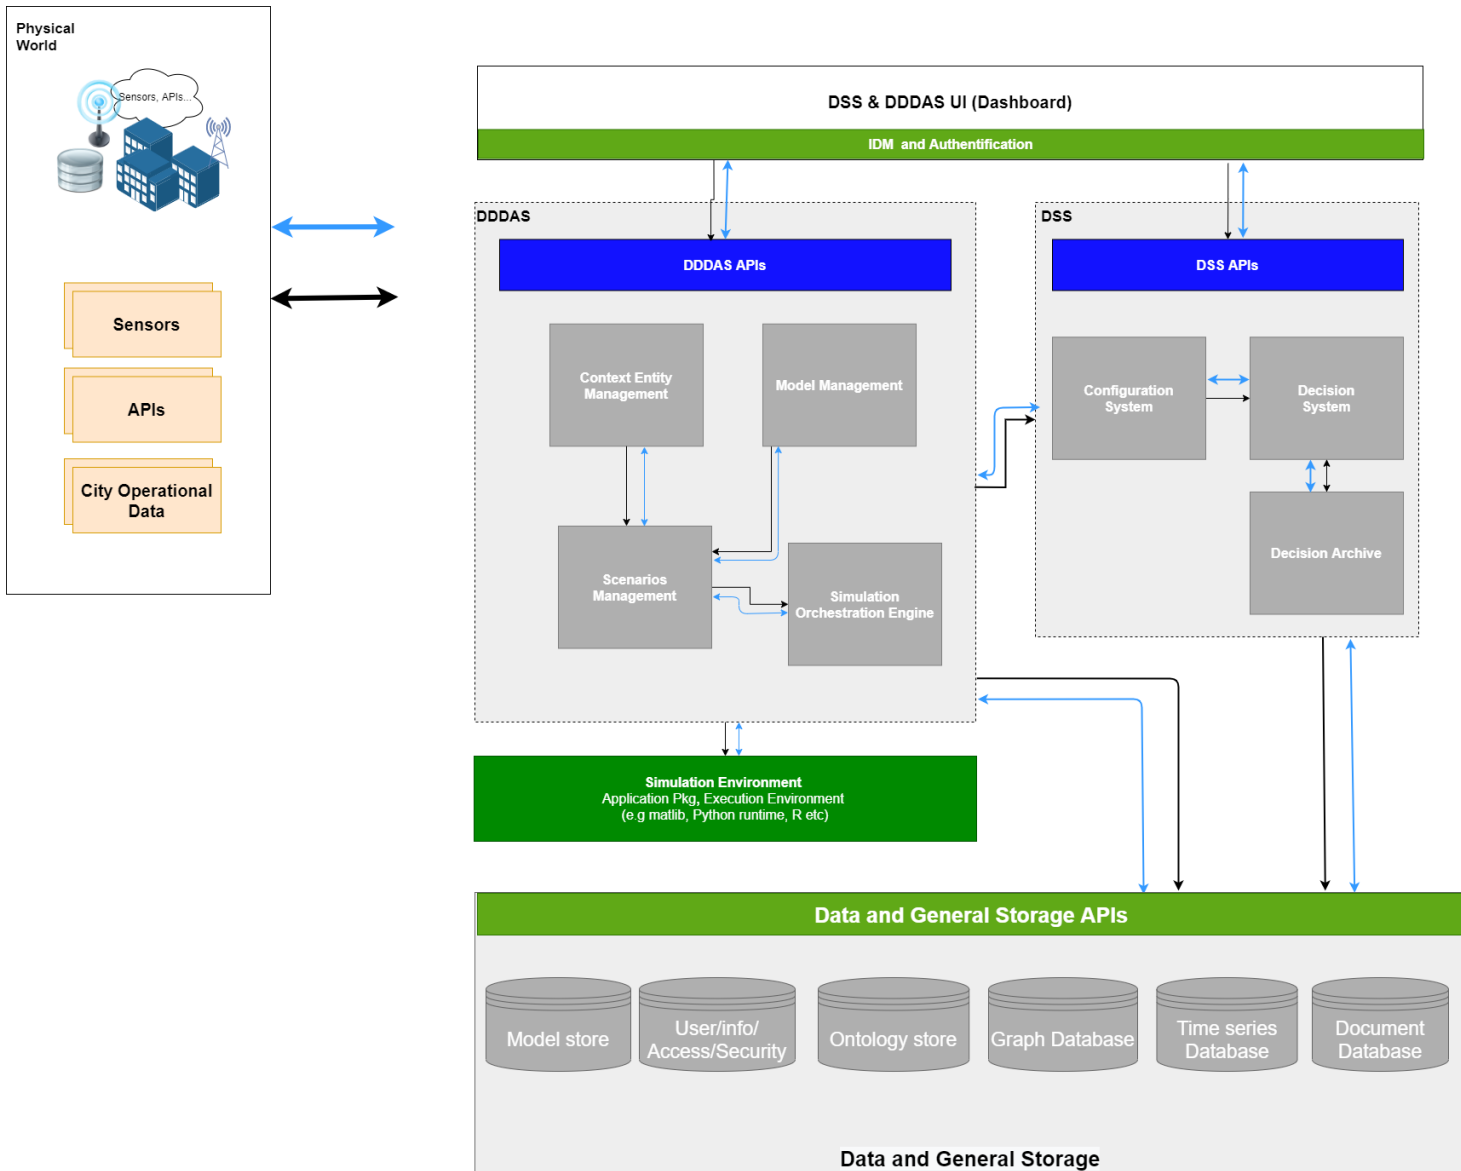 Physical
World
Sensors, APIs...
Sensors
APIs
City Operational
Data
DSS & DDDAS UI (Dashboard)
IDM and Authentification
DDDAS
DDDAS APIs
Context Entity
Management
Model Management
Scenarios
Management
Simulation
Orchestration Engine
DSS
DSS APIs
Configuration
System
Decision
System
Decision Archive
Simulation Environment
Application Pkg, Execution Environment
(e.g matlib, Python runtime, R etc)
Data and General Storage APIs
Model store
User/info/
Access/Security
Ontology store
Graph Database
Time series
Database
Document
Database
Data and General Storage